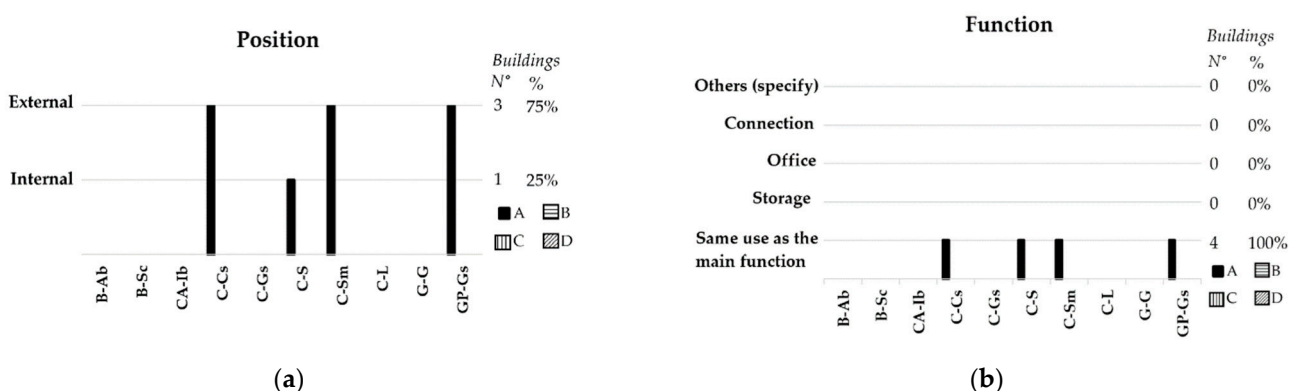 Position
Buildings
N° %
External 3 75%
Internal 1 25%
A B
C D
B-Ab B-Sc CA-Ib C-Cs C-Gs C-S C-Sm C-L G-G GP-Gs
(a)
Function
Buildings
N° %
Others (specify) 0 0%
Connection 0 0%
Office 0 0%
Storage 0 0%
Same use as the 4 100%
main function
A B
C D
B-Ab B-Sc CA-Ib C-Cs C-Gs C-S C-Sm C-L G-G GP-Gs
(b)